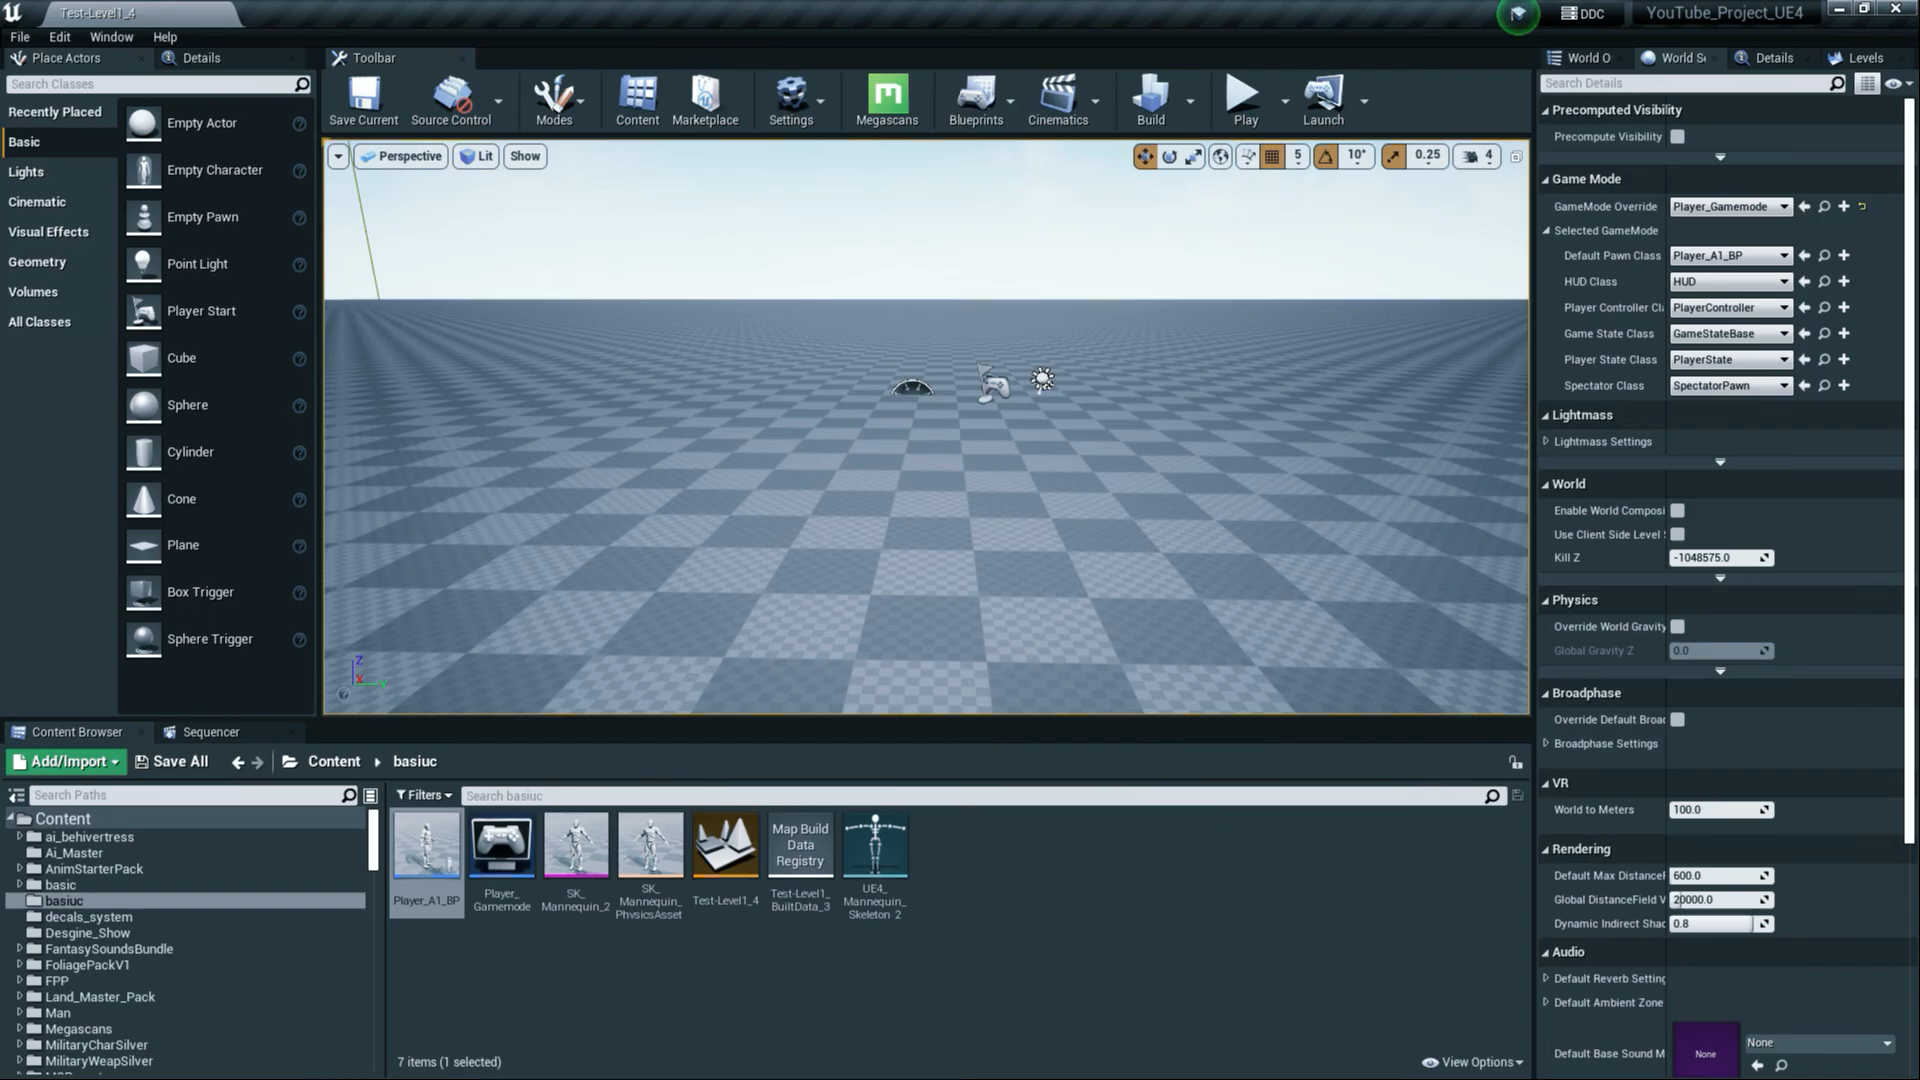 Test-Level1_4
DDC
YouTube_Project_UE4
File
Edit
Window
Help
Place Actors
Details
Toolbar
World O
World Se
Details
Levels
Search Classes
Recently Placed
Basic
Lights
Cinematic
Visual Effects
Geometry
Volumes
All Classes
Empty Actor
Empty Character
Empty Pawn
Point Light
Player Start
Cube
Sphere
Cylinder
Cone
Plane
Box Trigger
Sphere Trigger
Save Current
Source Control
Modes
Content
Marketplace
Settings
Megascans
Blueprints
Cinematics
Build
Play
Launch
Perspective
Lit
Show
5
10°
0.25
4
Z
X
Y
Search Details
Precomputed Visibility
Precompute Visibility
Game Mode
GameMode Override
Player_Gamemode
Selected GameMode
Default Pawn Class
Player_A1_BP
HUD Class
HUD
Player Controller Cl
PlayerController
Game State Class
GameStateBase
Player State Class
PlayerState
Spectator Class
SpectatorPawn
Lightmass
Lightmass Settings
World
Enable World Composi
Use Client Side Level
Kill Z
-1048575.0
Physics
Override World Gravity
Global Gravity Z
0.0
Broadphase
Override Default Broad
Broadphase Settings
VR
World to Meters
100.0
Rendering
Default Max DistanceF
600.0
Global DistanceField V
20000.0
Dynamic Indirect Shad
0.8
Audio
Default Reverb Setting
Default Ambient Zone
Default Base Sound M
None
None
Content Browser
Sequencer
Add/Import
Save All
Content
basiuc
Search Paths
Filters
Search basiuc
Content
ai_behivertress
Ai_Master
AnimStarterPack
basic
basiuc
decals_system
Desgine_Show
FantasySoundsBundle
FoliagePackV1
FPP
Land_Master_Pack
Man
Megascans
MilitaryCharSilver
MilitaryWeapSilver
Player_A1_BP
Player_
Gamemode
SK_
Mannequin_2
SK_
Mannequin_
PhysicsAsset
Test-Level1_4
Map Build
Data
Registry
Test-Level1_
BuiltData_3
UE4_
Mannequin_
Skeleton_2
7 items (1 selected)
View Options